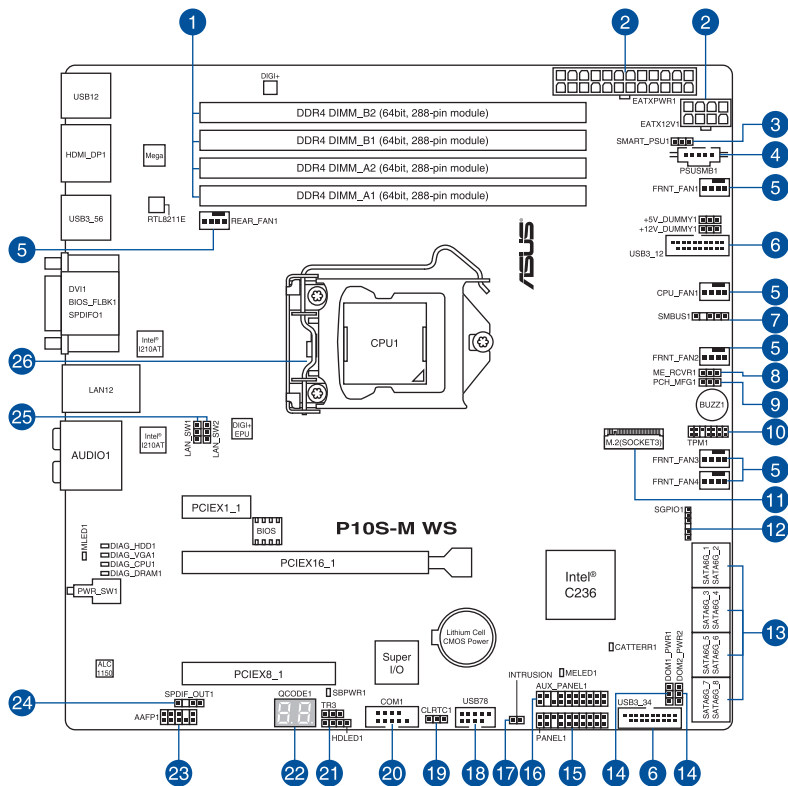 1
2
2
DIGI+
EATXPWR1
USB12
DDR4 DIMM_B2 (64bit, 288-pin module)
EATX12V1
3
SMART_PSU1
DDR4 DIMM_B1 (64bit, 288-pin module)
HDMI_DP1
Mega
4
DDR4 DIMM_A2 (64bit, 288-pin module)
PSUSMB1
DDR4 DIMM_A1 (64bit, 288-pin module)
FRNT_FAN1
5
USB3_56
RTL8211E
REAR_FAN1
+5V_DUMMY1
+12V_DUMMY1
5
USB3_12
6
ASUS
DVI1
BIOS_FLBK1
SPDIFO1
CPU_FAN1
5
SMBUS1
7
Intel®
I210AT
CPU1
5
26
FRNT_FAN2
ME_RCVR1
8
PCH_MFG1
9
LAN12
BUZZ1
25
LAN_SW1
LAN_SW2
DIGI+
EPU
Intel®
I210AT
10
TPM1
M.2(SOCKET3)
AUDIO1
FRNT_FAN3
5
FRNT_FAN4
11
PCIEX1_1
SGPIO1
BIOS
P10S-M WS
12
MLED1
DIAG_HDD1
DIAG_VGA1
DIAG_CPU1
DIAG_DRAM1
PCIEX16_1
SATA6G_1
SATA6G_2
PWR_SW1
Intel®
C236
SATA6G_3
SATA6G_4
13
Lithium Cell
CMOS Power
CATTERR1
SATA6G_5
SATA6G_6
Super
I/O
DOM1_PWR1
DOM2_PWR2
ALC
1150
PCIEX8_1
INTRUSION
MELED1
SATA6G_7
SATA6G_8
24
SPDIF_OUT1
QCODE1
SBPWR1
AUX_PANEL1
TR3
COM1
CLRTC1
USB78
USB3_34
AAFP1
88
HDLED1
PANEL1
23
22
21
20
19
18
17
16
15
14
6
14